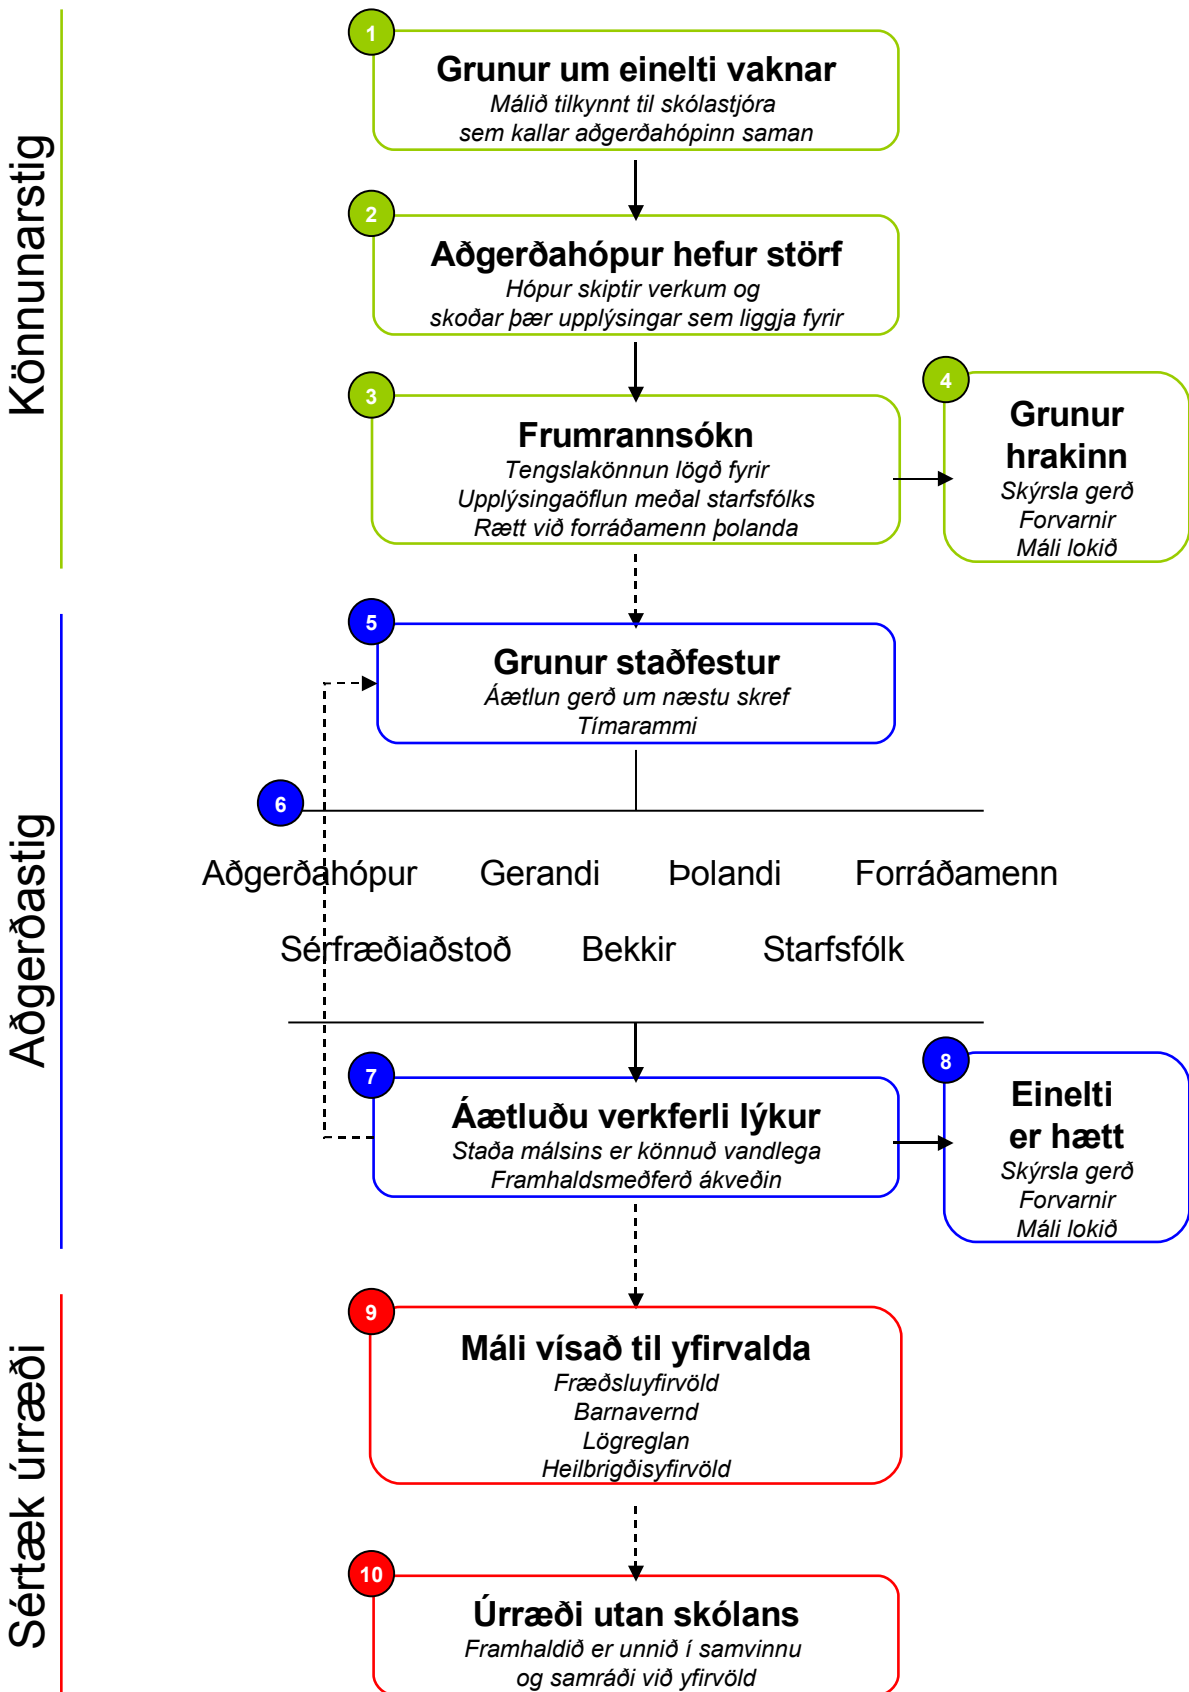 Könnunarstig
1
Grunur um einelti vaknar
Málið tilkynnt til skólastjóra
sem kallar aðgerðahópinn saman
2
Aðgerðahópur hefur störf
Hópur skiptir verkum og
skoðar þær upplýsingar sem liggja fyrir
3
Frumrannsókn
Tengslakönnun lögð fyrir
Upplýsingaöflun meðal starfsfólks
Rætt við forráðamenn þolanda
4
Grunur
hrakinn
Skýrsla gerð
Forvarnir
Máli lokið
Aðgerðastig
5
Grunur staðfestur
Áætlun gerð um næstu skref
Tímarammi
6
Aðgerðahópur Gerandi Þolandi Forráðamenn
Sérfræðiaðstoð Bekkir Starfsfólk
7
Áætluðu verkferli lýkur
Staða málsins er könnuð vandlega
Framhaldsmeðferð ákveðin
8
Einelti
er hætt
Skýrsla gerð
Forvarnir
Máli lokið
Sértæk úrræði
9
Máli vísað til yfirvalda
Fræðsluyfirvöld
Barnavernd
Lögreglan
Heilbrigðisyfirvöld
10
Úrræði utan skólans
Framhaldið er unnið í samvinnu
og samráði við yfirvöld